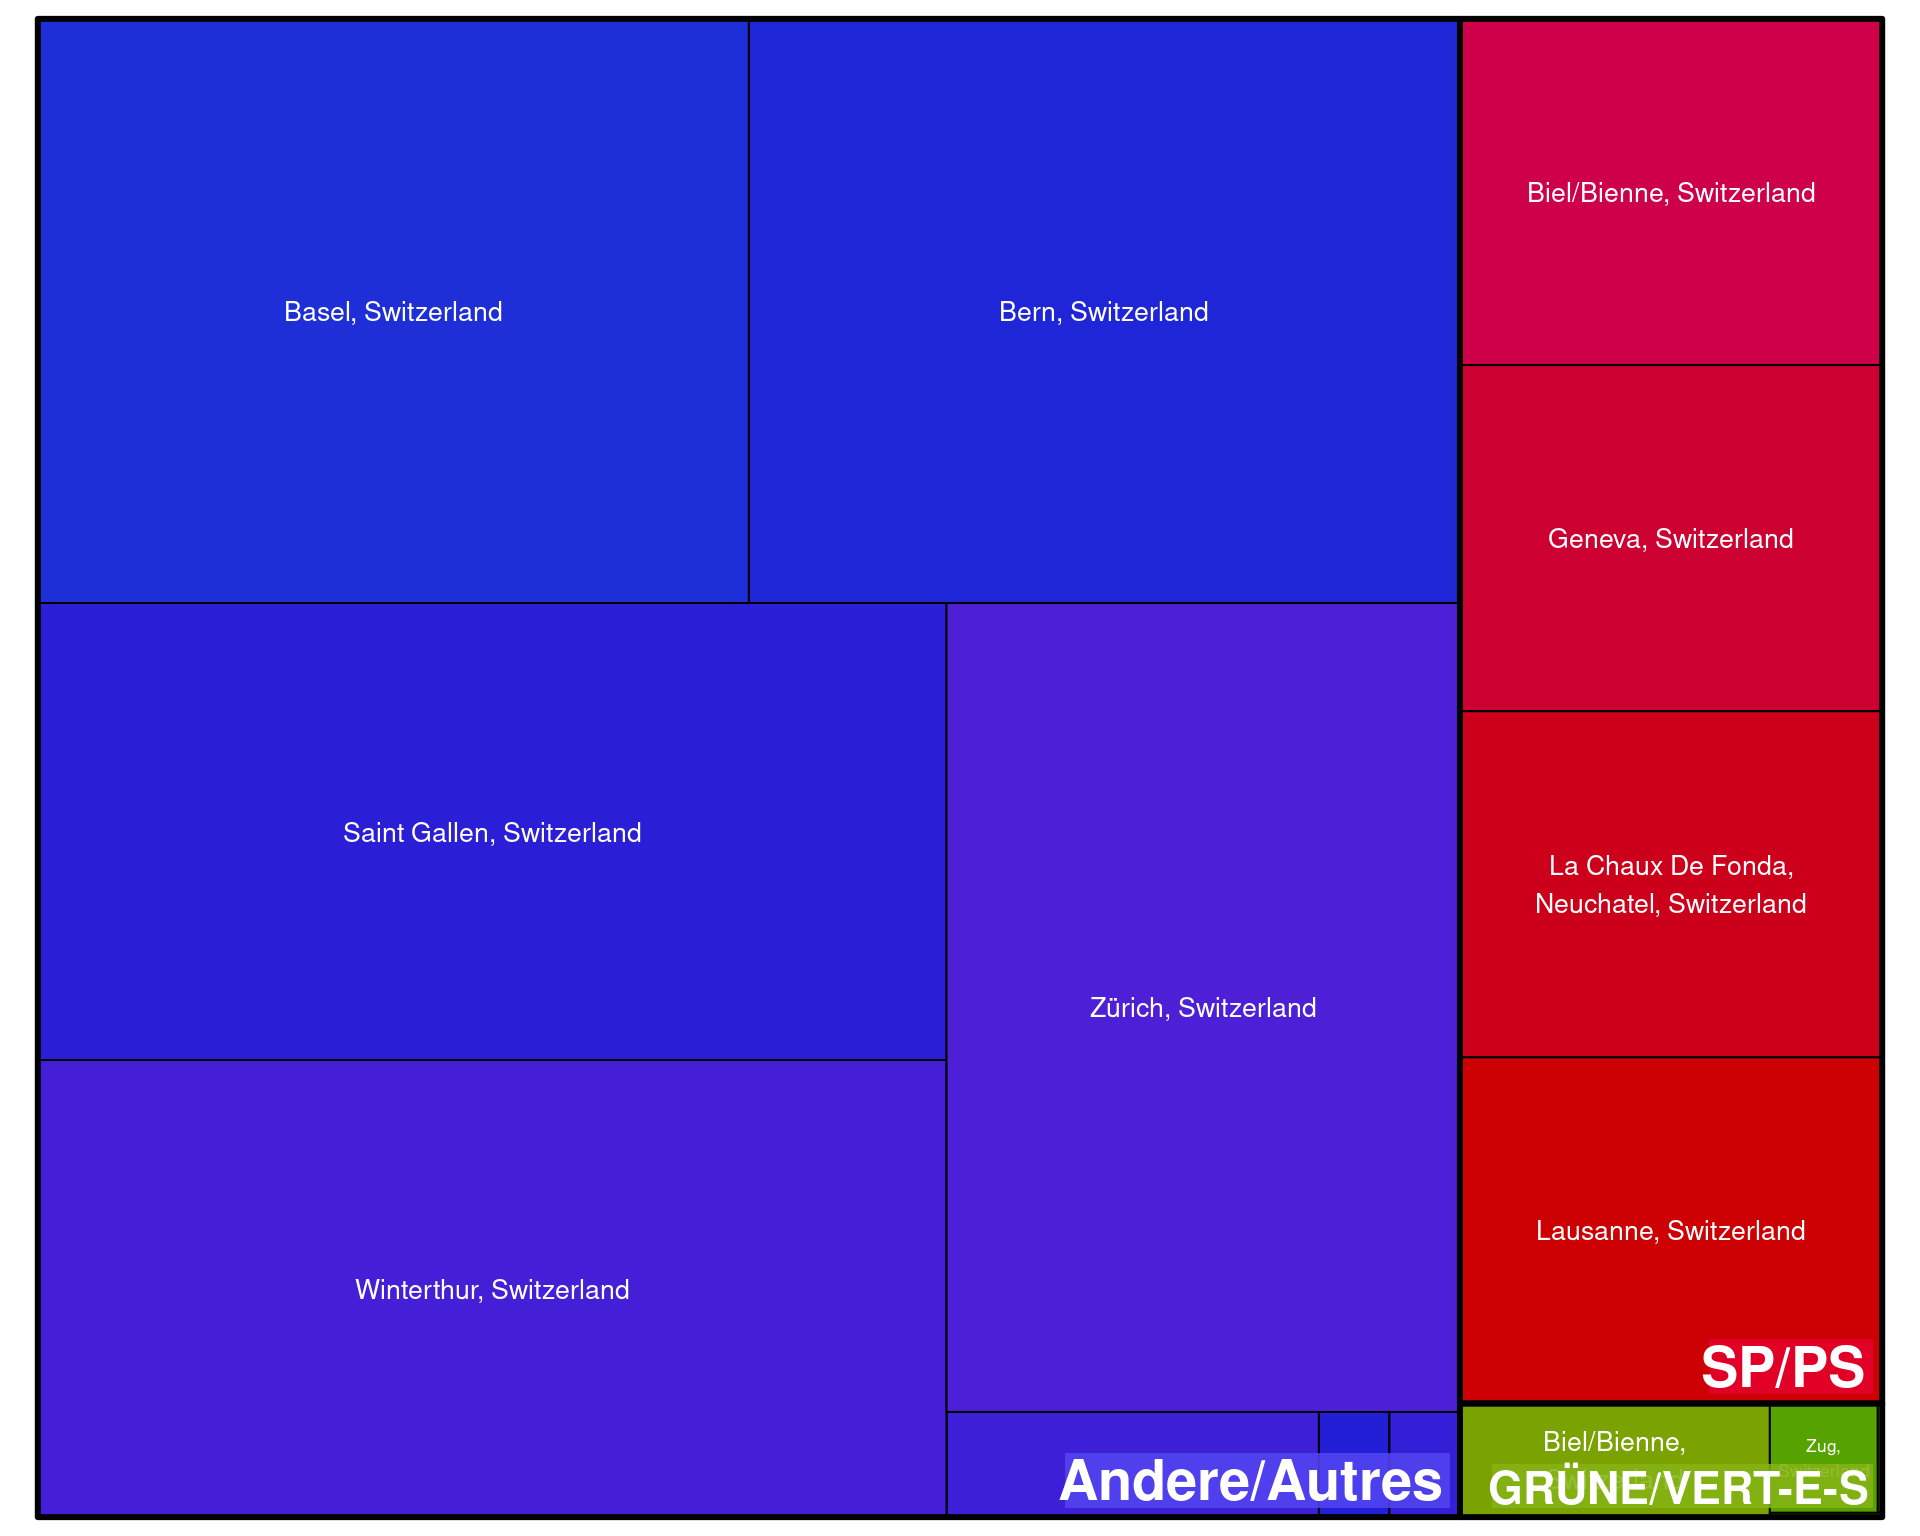 Basel, Switzerland
Bern, Switzerland
Biel/Bienne, Switzerland
Geneva, Switzerland
Saint Gallen, Switzerland
Zürich, Switzerland
La Chaux De Fonda,
Neuchatel, Switzerland
Winterthur, Switzerland
Lausanne, Switzerland
SP/PS
Andere/Autres
Biel/Bienne,
Zug,
Switzerland
GRÜNE/VERT-E-S